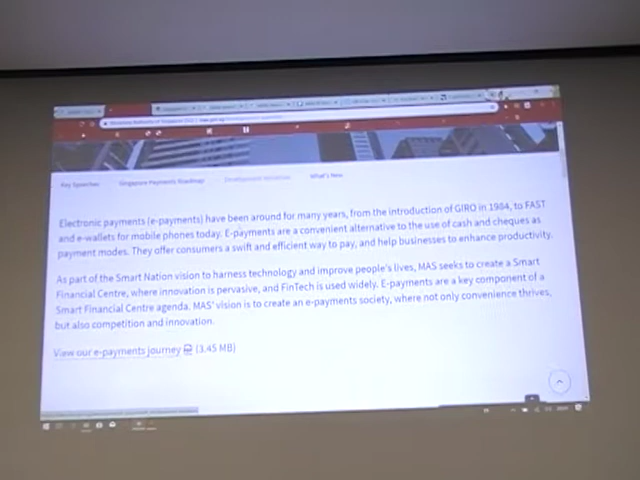 Key Speeches Singapore Payments Roadmap What's New
Electronic payments (e-payments) have been around for many years, from the introduction of GIRO in 1984, to FAST
and e-wallets for mobile phones today. E-payments are a convenient alternative to the use of cash and cheques as
payment modes. They offer consumers a swift and efficient way to pay, and help businesses to enhance productivity.
As part of the Smart Nation vision to harness technology and improve people's lives, MAS seeks to create a Smart
Financial Centre, where innovation is pervasive, and FinTech is used widely. E-payments are a key component of a
Smart Financial Centre agenda. MAS' vision is to create an e-payments society, where not only convenience thrives,
but also competition and innovation.
View our e-payments journey (3.45 MB)